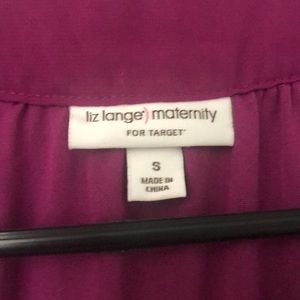 liz lange) maternity
FOR TARGET®
S
MADE IN
CHINA